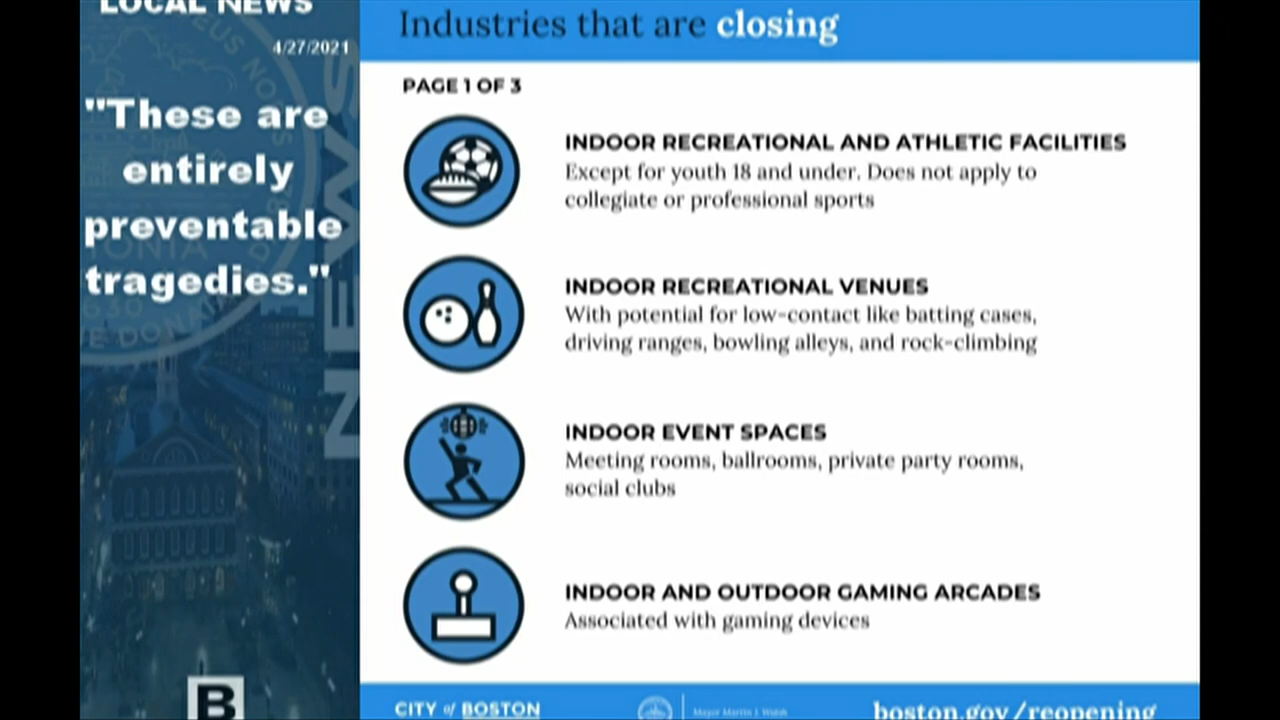 LOCAL NEWS
4/27/2021
"These are
entirely
preventable
tragedies."
NEWS
B
Industries that are closing
PAGE 1 OF 3
INDOOR RECREATIONAL AND ATHLETIC FACILITIES
Except for youth 18 and under. Does not apply to
collegiate or professional sports
INDOOR RECREATIONAL VENUES
With potential for low-contact like batting cases,
driving ranges, bowling alleys, and rock-climbing
INDOOR EVENT SPACES
Meeting rooms, ballrooms, private party rooms,
social clubs
INDOOR AND OUTDOOR GAMING ARCADES
Associated with gaming devices
CITY of BOSTON
Mayor Martin J. Walsh
boston.gov/reopening